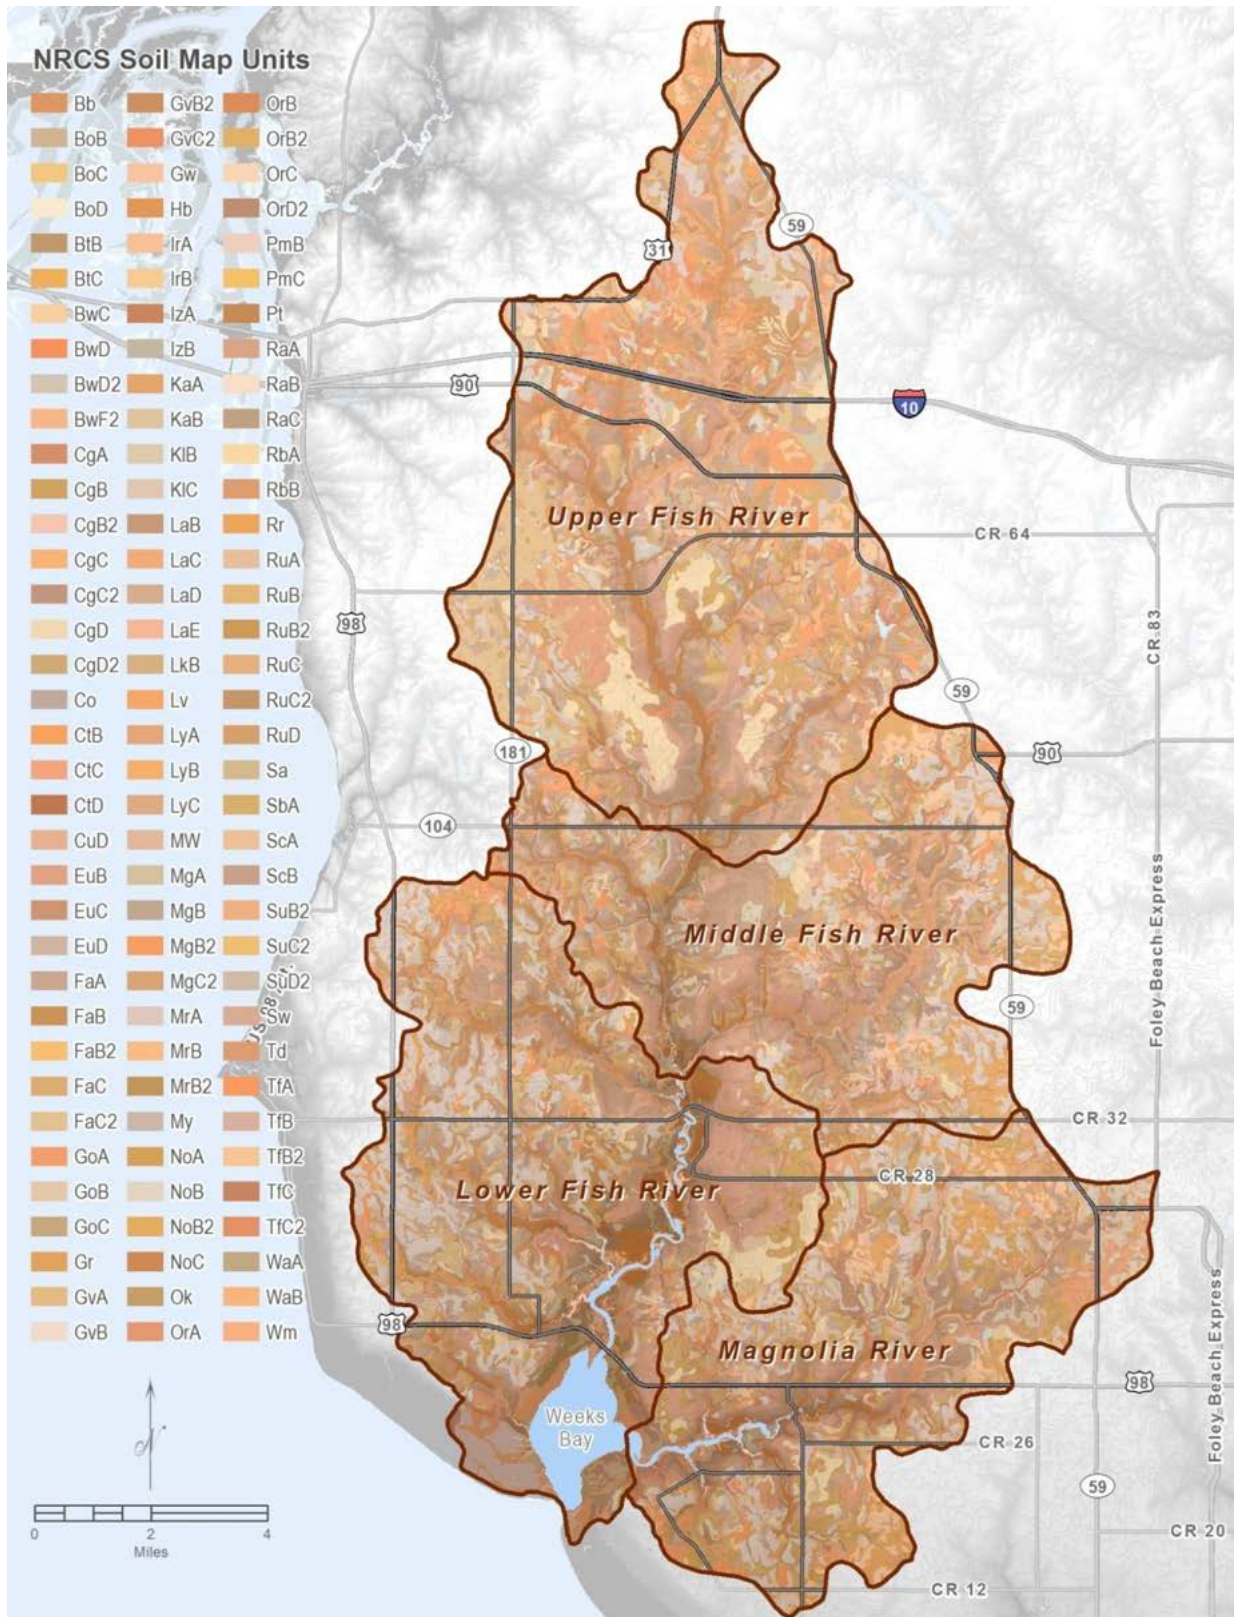 NRCS Soil Map Units
Bb GvB2 OrB
BoB GvC2 OrB2
BoC Gw OrC
BoD Hb OrD2
BtB IrA PmB
BtC IrB PmC
BwC IzA Pt
BwD IzB RaA
BwD2 KaA RaB
BwF2 KaB RaC
CgA KlB RbA
CgB KlC RbB
CgB2 LaB Rr
CgC LaC RuA
CgC2 LaD RuB
CgD LaE RuB2
CgD2 LkB RuC
Co Lv RuC2
CtB LyA RuD
CtC LyB Sa
CtD LyC SbA
CuD MW ScA
EuB MgA ScB
EuC MgB SuB2
EuD MgB2 SuC2
FaA MgC2 SuD2
FaB MrA Sw
FaB2 MrB Td
FaC MrB2 TfA
FaC2 My TfB
GoA NoA TfB2
GoB NoB TfC
GoC NoB2 TfC2
Gr NoC WaA
GvA Ok WaB
GvB OrA Wm
59
31
90
10
Upper Fish River
CR 64
98
CR 83
59
181
90
104
Middle Fish River
Foley Beach Express
59
CR 32
CR 28
Lower Fish River
98
Magnolia River
Foley Beach Express
98
Weeks
Bay
CR 26
59
CR 20
CR 12
N
0 2 4
Miles